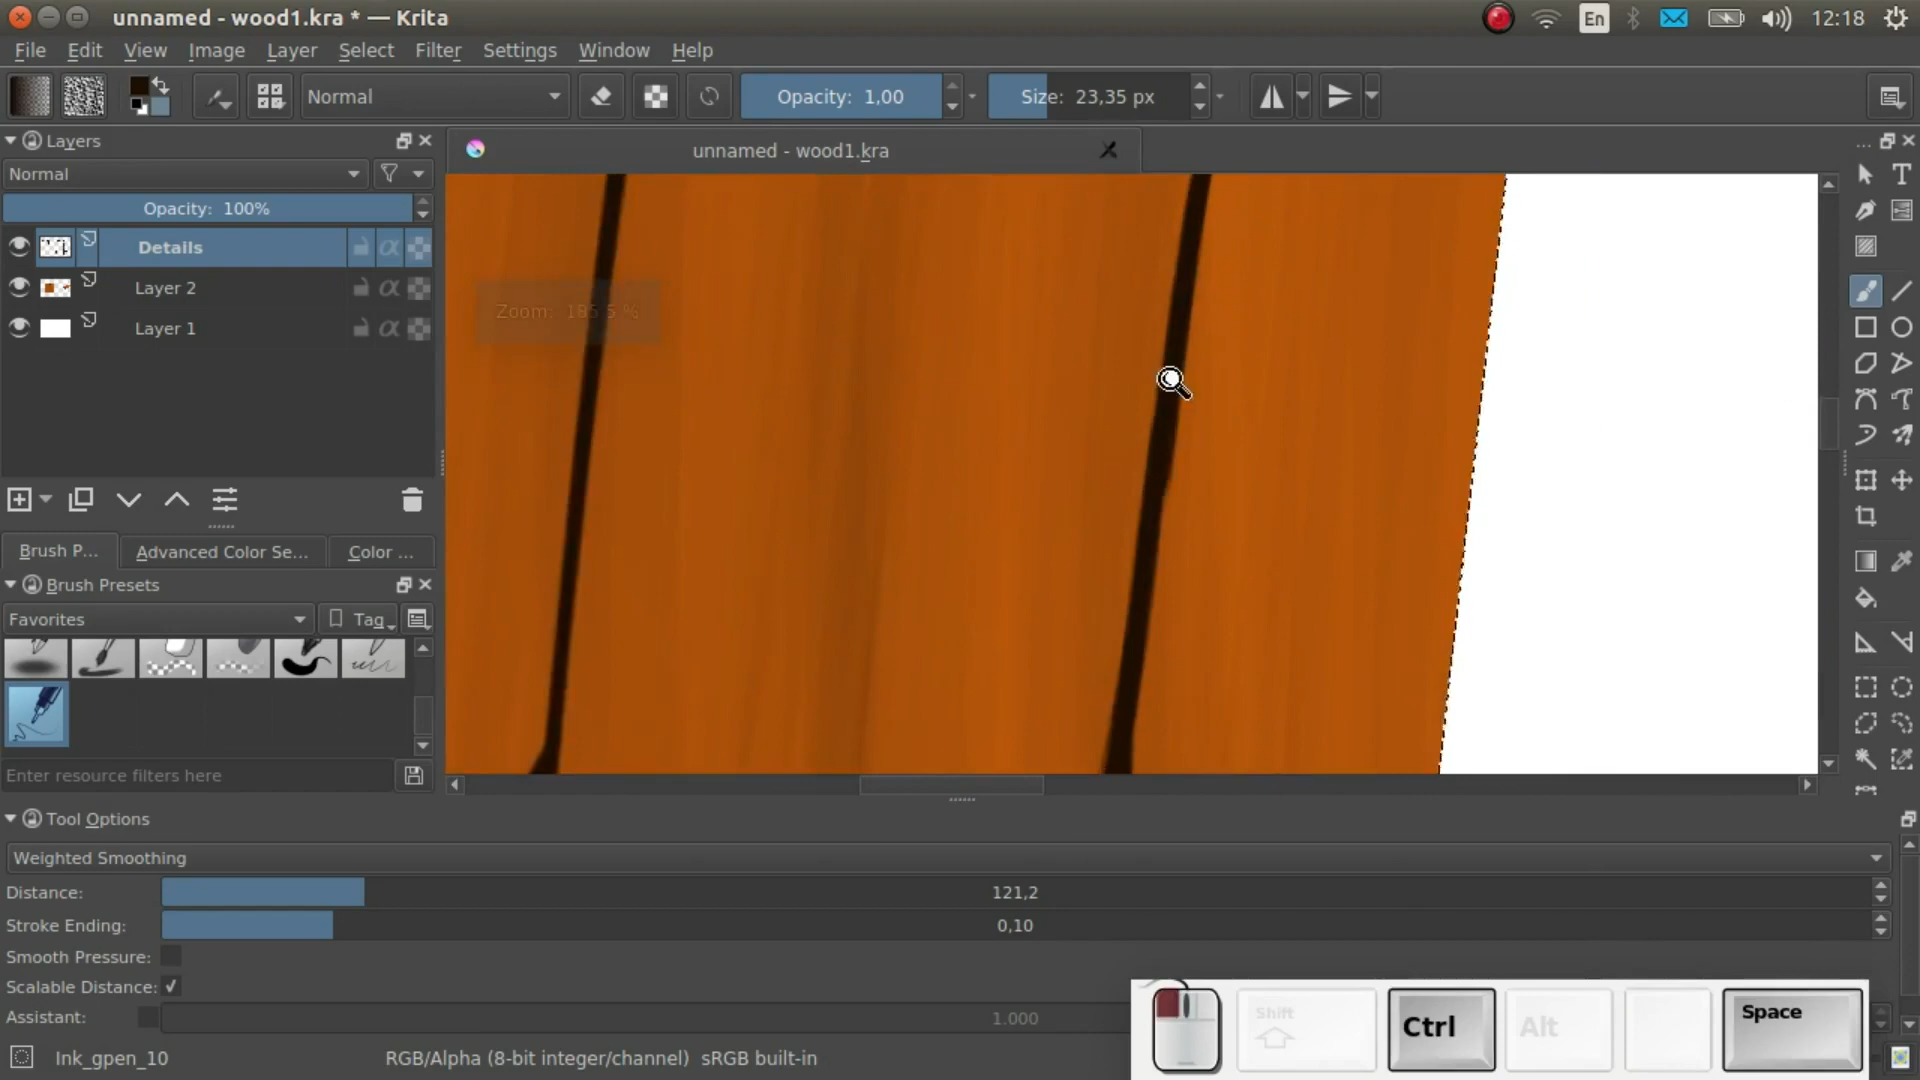 unnamed - wood1.kra * — Krita
En
12:18
File Edit View Image Layer Select Filter Settings Window Help
Normal
Opacity: 1,00
Size: 23,35 px
Layers
unnamed - wood1.kra
Normal
Opacity: 100%
Details
Layer 2
Layer 1
Zoom: 185,5 %
Brush P... Advanced Color Se... Color ...
Brush Presets
Favorites
Tag
Enter resource filters here
Tool Options
Weighted Smoothing
Distance: 121,2
Stroke Ending: 0,10
Smooth Pressure:
Scalable Distance:
Assistant: 1.000
Shift Ctrl Alt Space
Ink_gpen_10
RGB/Alpha (8-bit integer/channel) sRGB built-in